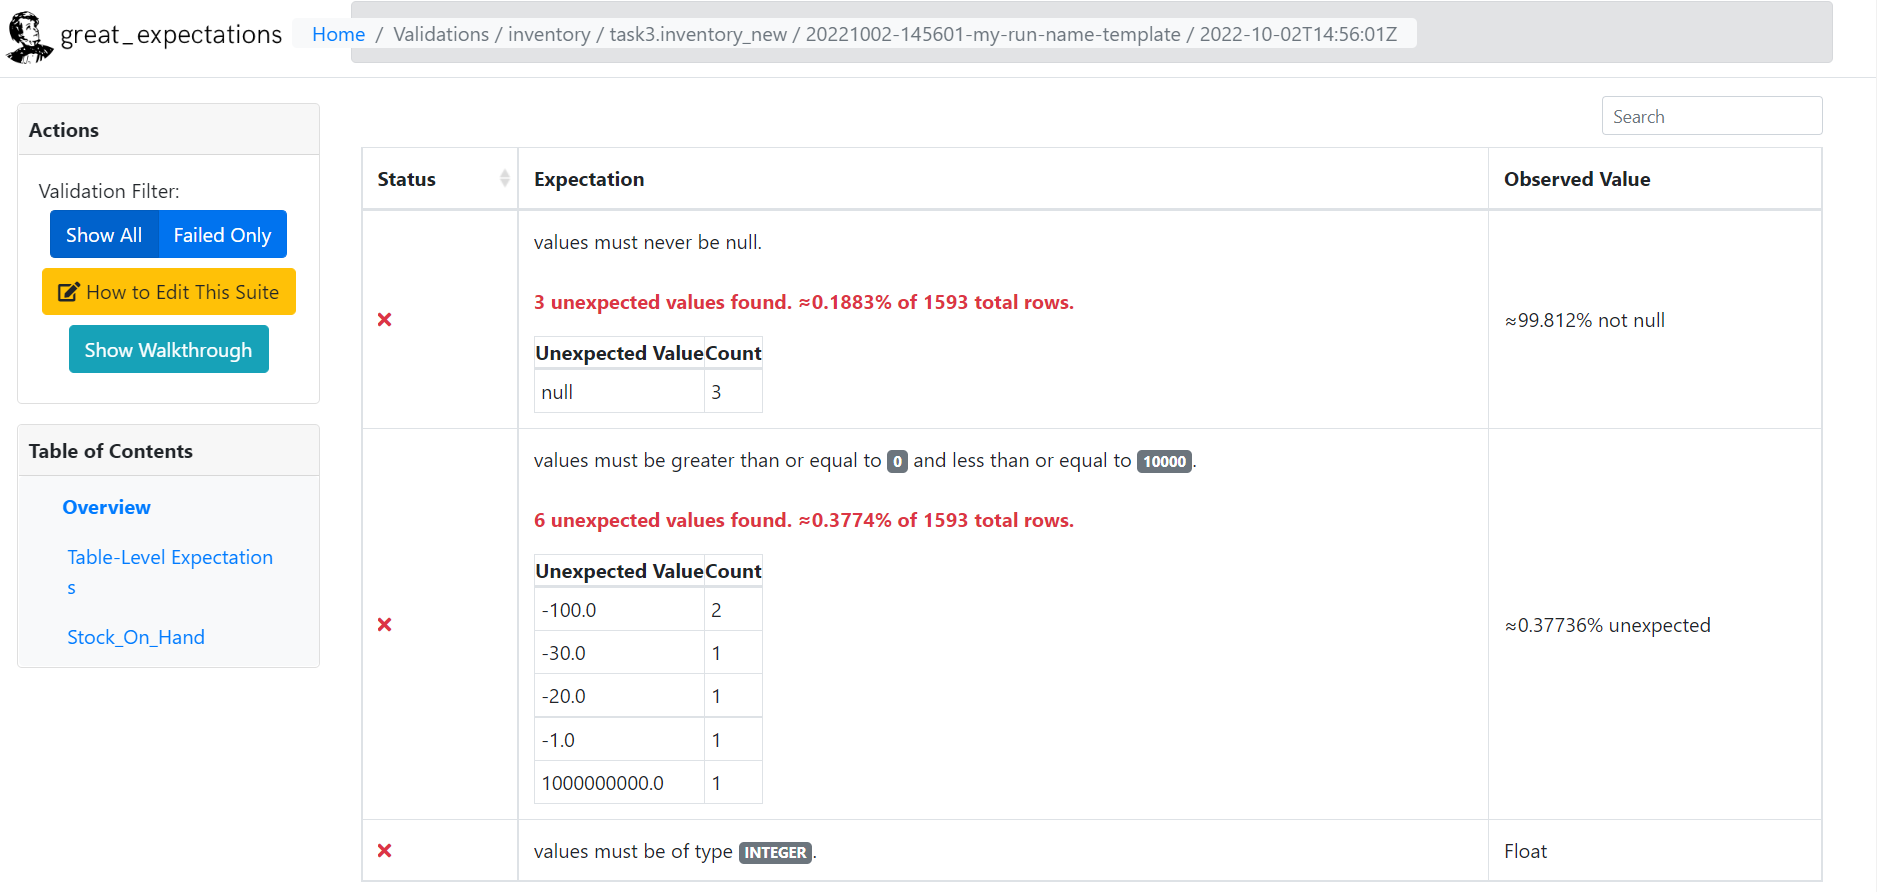 great_expectations
Home / Validations / inventory / task3.inventory_new / 20221002-145601-my-run-name-template / 2022-10-02T14:56:01Z
Actions
Validation Filter:
Show All Failed Only
How to Edit This Suite
Show Walkthrough
Table of Contents
Overview
Table-Level Expectation
s
Stock_On_Hand
Search
Status Expectation Observed Value
values must never be null.
3 unexpected values found. ≈0.1883% of 1593 total rows.
≈99.812% not null
Unexpected Value Count
null 3
values must be greater than or equal to 0 and less than or equal to 10000.
6 unexpected values found. ≈0.3774% of 1593 total rows.
Unexpected Value Count
-100.0 2
≈0.37736% unexpected
-30.0 1
-20.0 1
-1.0 1
1000000000.0 1
values must be of type INTEGER. Float